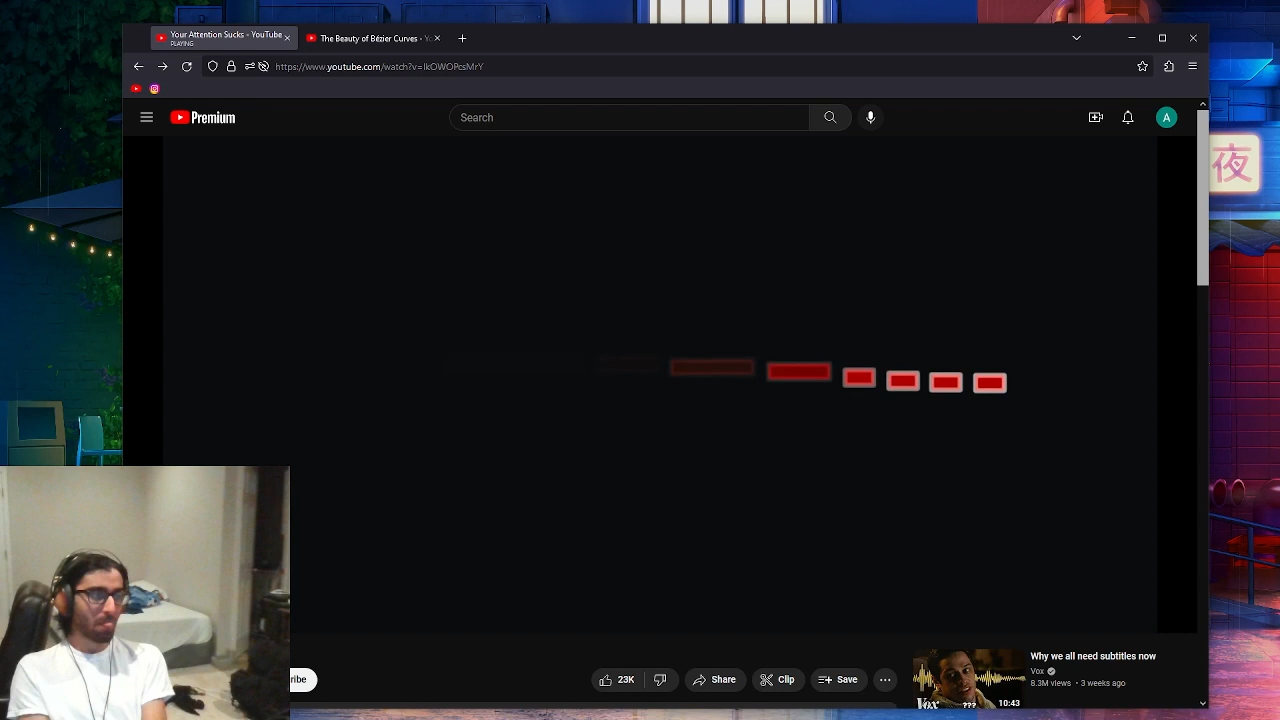 Your Attention Sucks - YouTube
PLAYING
The Beauty of Bézier Curves - Yo
https://www.youtube.com/watch?v=IkOWOPcsMrY
Premium
Search
A
夜
ribe
23K
Share
Clip
Save
Why we all need subtitles now
Vox
8.3M views • 3 weeks ago
Vox
???
10:43